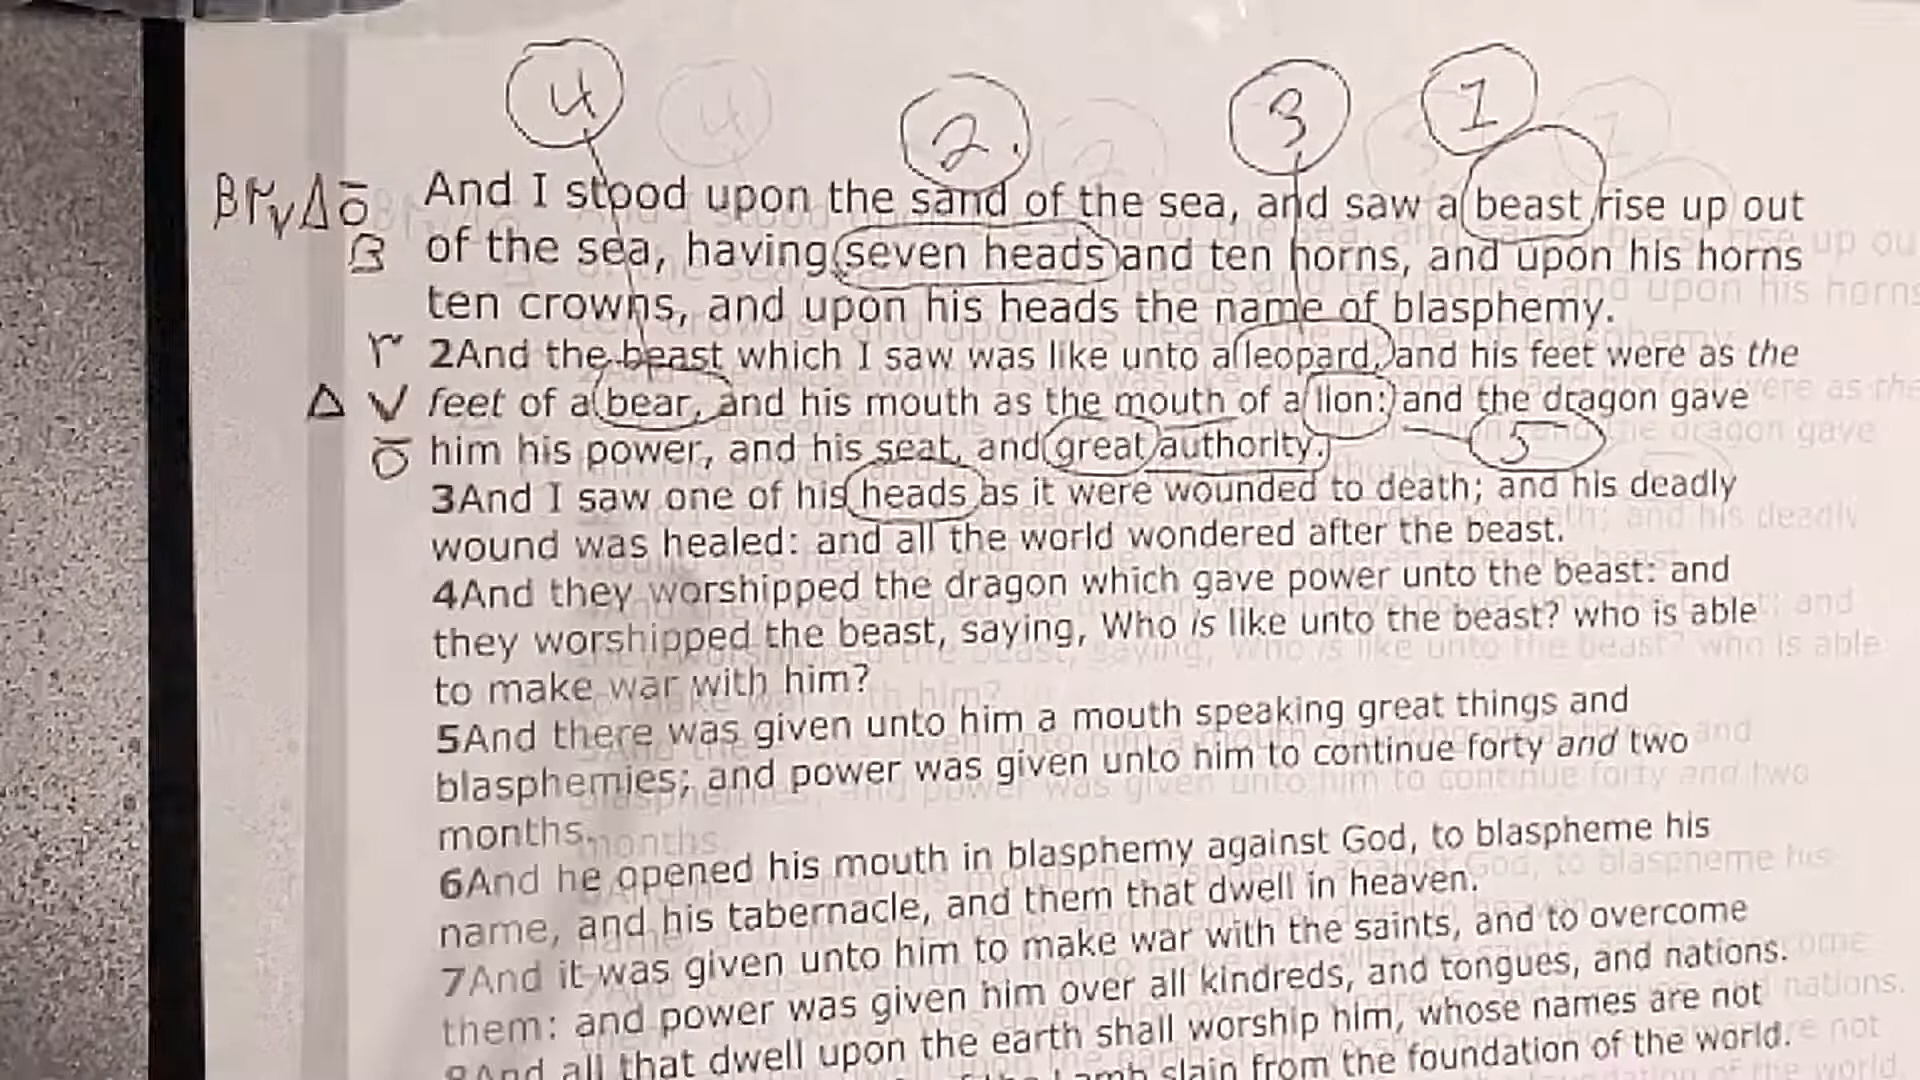 4 2. 3 1
And I stood upon the sand of the sea, and saw a beast rise up out
of the sea, having seven heads and ten horns, and upon his horns
ten crowns, and upon his heads the name of blasphemy.
2And the beast which I saw was like unto a leopard, and his feet were as the
feet of a bear, and his mouth as the mouth of a lion: and the dragon gave
him his power, and his seat, and great authority. 5
3And I saw one of his heads as it were wounded to death; and his deadly
wound was healed: and all the world wondered after the beast.
4And they worshipped the dragon which gave power unto the beast: and
they worshipped the beast, saying, Who is like unto the beast? who is able
to make war with him?
5And there was given unto him a mouth speaking great things and
blasphemies; and power was given unto him to continue forty and two
months.
6And he opened his mouth in blasphemy against God, to blaspheme his
name, and his tabernacle, and them that dwell in heaven.
7And it was given unto him to make war with the saints, and to overcome
them: and power was given him over all kindreds, and tongues, and nations.
8And all that dwell upon the earth shall worship him, whose names are not
Lamb slain from the foundation of the world.